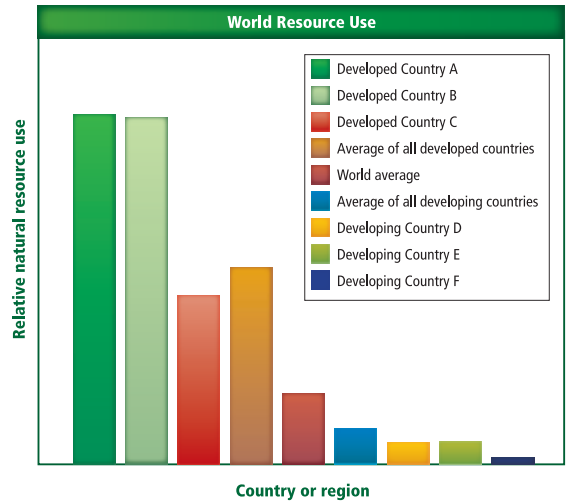 World Resource Use
Relative natural resource use
Developed Country A
Developed Country B
Developed Country C
Average of all developed countries
World average
Average of all developing countries
Developing Country D
Developing Country E
Developing Country F
Country or region